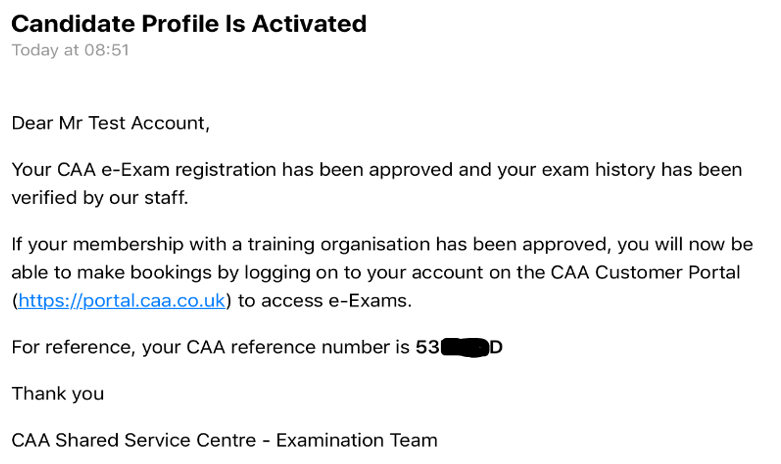 Candidate Profile Is Activated
Today at 08:51
Dear Mr Test Account,
Your CAA e-Exam registration has been approved and your exam history has been
verified by our staff.
If your membership with a training organisation has been approved, you will now be
able to make bookings by logging on to your account on the CAA Customer Portal
(https://portal.caa.co.uk) to access e-Exams.
For reference, your CAA reference number is 53 D
Thank you
CAA Shared Service Centre - Examination Team